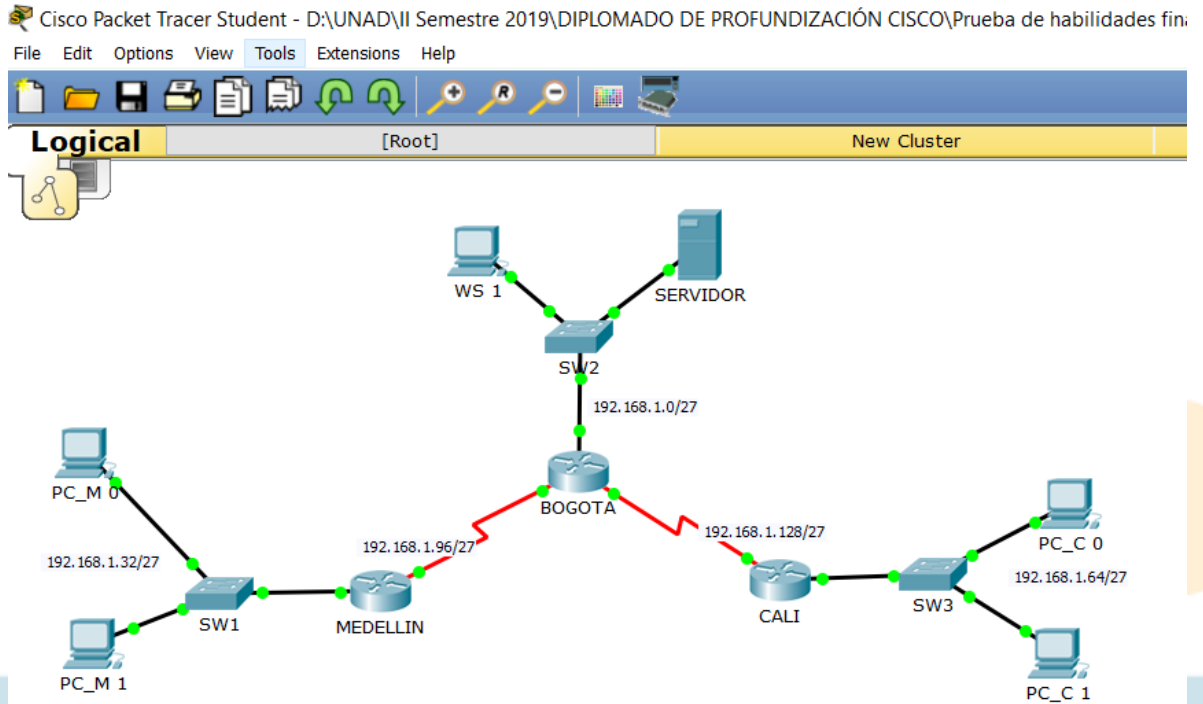 Cisco Packet Tracer Student - D:\UNAD\II Semestre 2019\DIPLOMADO DE PROFUNDIZACIÓN CISCO\Prueba de habilidades fina
File Edit Options View Tools Extensions Help
R
Logical [Root] New Cluster
WS 1
SERVIDOR
SW2
192.168.1.0/27
PC_M 0
BOGOTA
192.168.1.32/27
192.168.1.96/27
192.168.1.128/27
PC_C 0
192.168.1.64/27
SW1
MEDELLIN
CALI
SW3
PC_M 1
PC_C 1